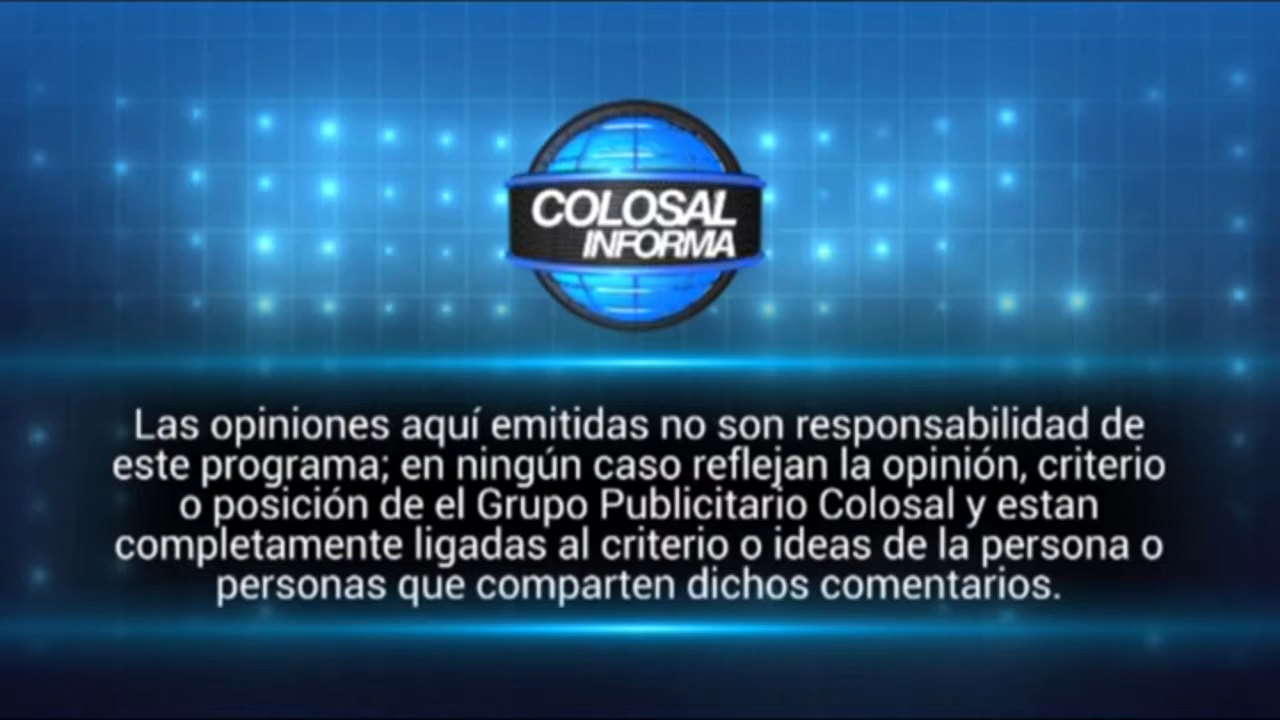 COLOSAL
INFORMA
Las opiniones aquí emitidas no son responsabilidad de
este programa; en ningún caso reflejan la opinión, criterio
o posición de el Grupo Publicitario Colosal y estan
completamente ligadas al criterio o ideas de la persona o
personas que comparten dichos comentarios.